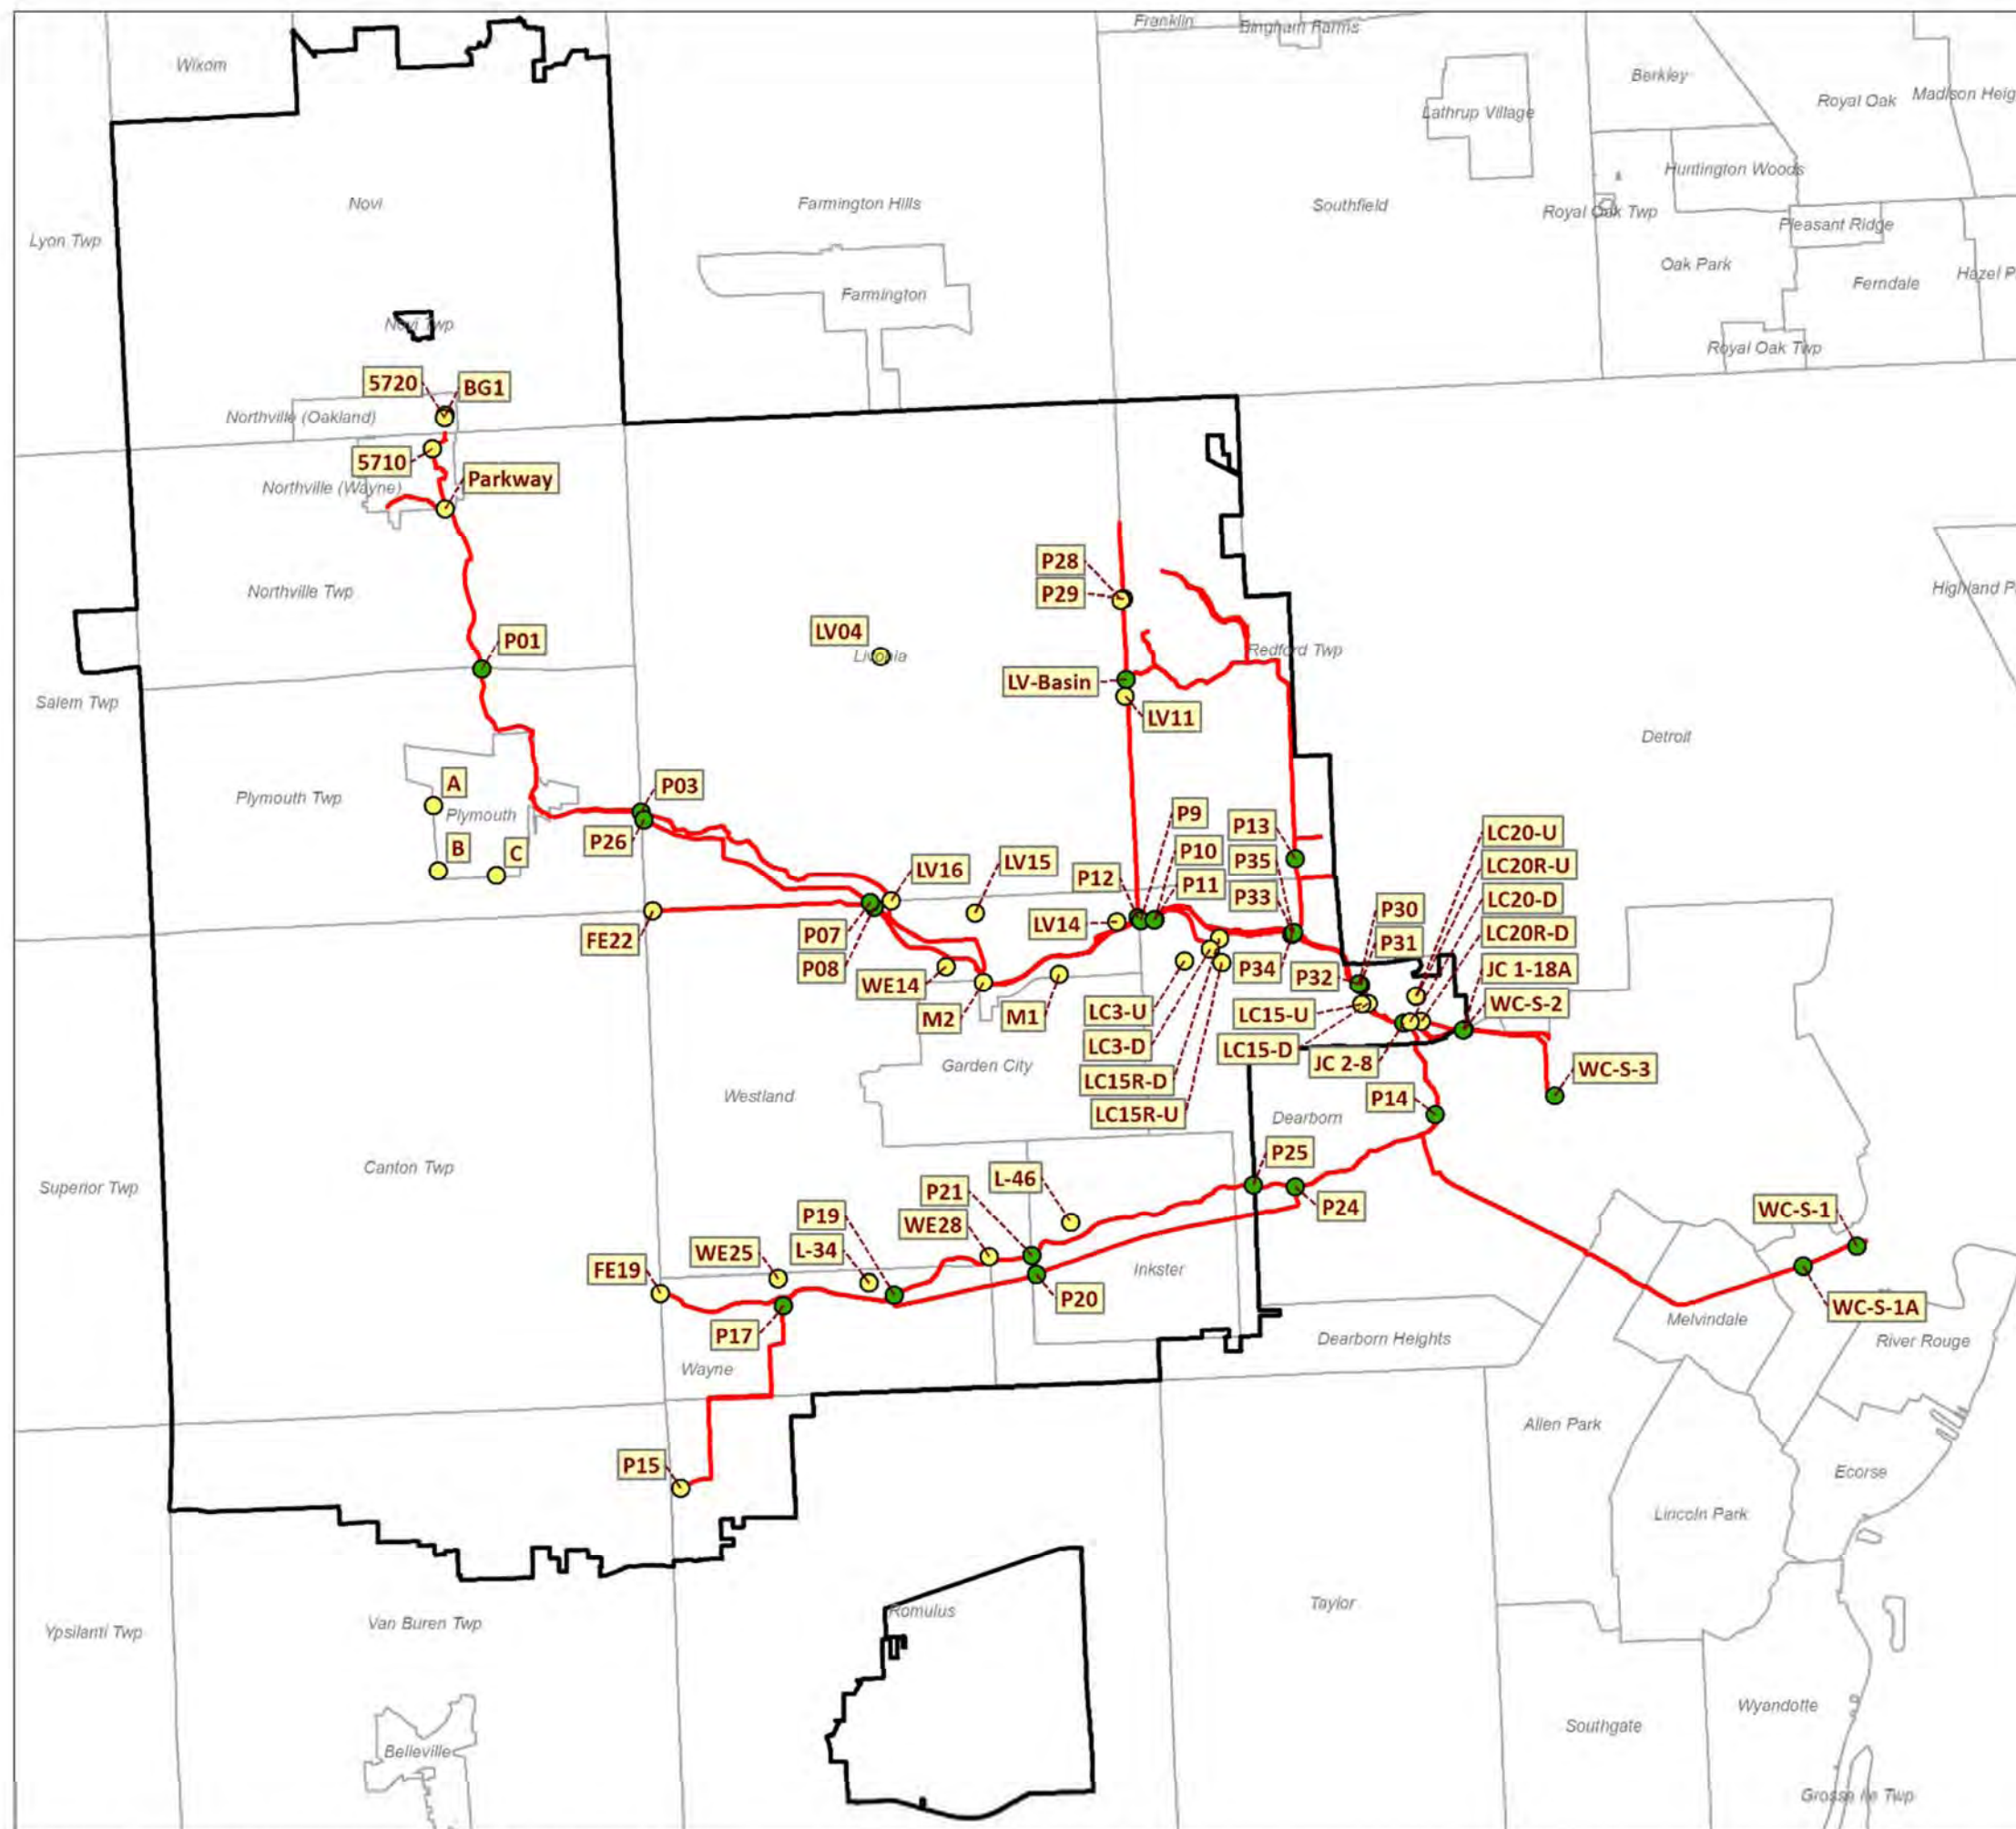 Franklin
Bingham Farms
Wixom
Berkley
Royal Oak
Lathrup Village
Huntington Woods
Novi
Farmington Hills
Southfield
Royal Oak Twp
Pleasant Ridge
Lyon Twp
Oak Park
Ferndale
Farmington
Novi Twp
Royal Oak Twp
5720
BG1
Northville (Oakland)
5710
Parkway
Northville (Wayne)
P28
P29
Northville Twp
LV04
Livonia
P01
Redford Twp
LV-Basin
Salem Twp
LV11
Detroit
A
P03
Plymouth Twp
Plymouth
P9
P13
P26
B
C
P10
P35
LC20-U
LV16
LV15
P12
P11
LC20R-U
P33
LC20-D
FE22
P07
LV14
P30
LC20R-D
P08
P31
P34
P32
JC 1-18A
WE14
M2
M1
LC3-U
LC15-U
WC-S-2
LC3-D
LC15-D
JC 2-8
Garden City
LC15R-D
WC-S-3
Westland
P14
LC15R-U
Dearborn
P25
Canton Twp
Superior Twp
L-46
P21
P24
P19
WE28
WC-S-1
WE25
L-34
FE19
Inkster
P20
WC-S-1A
P17
Melvindale
Dearborn Heights
River Rouge
Wayne
Allen Park
P15
Ecorse
Lincoln Park
Romulus
Taylor
Van Buren Twp
Ypsilanti Twp
Wyandotte
Southgate
Belleville
Twp